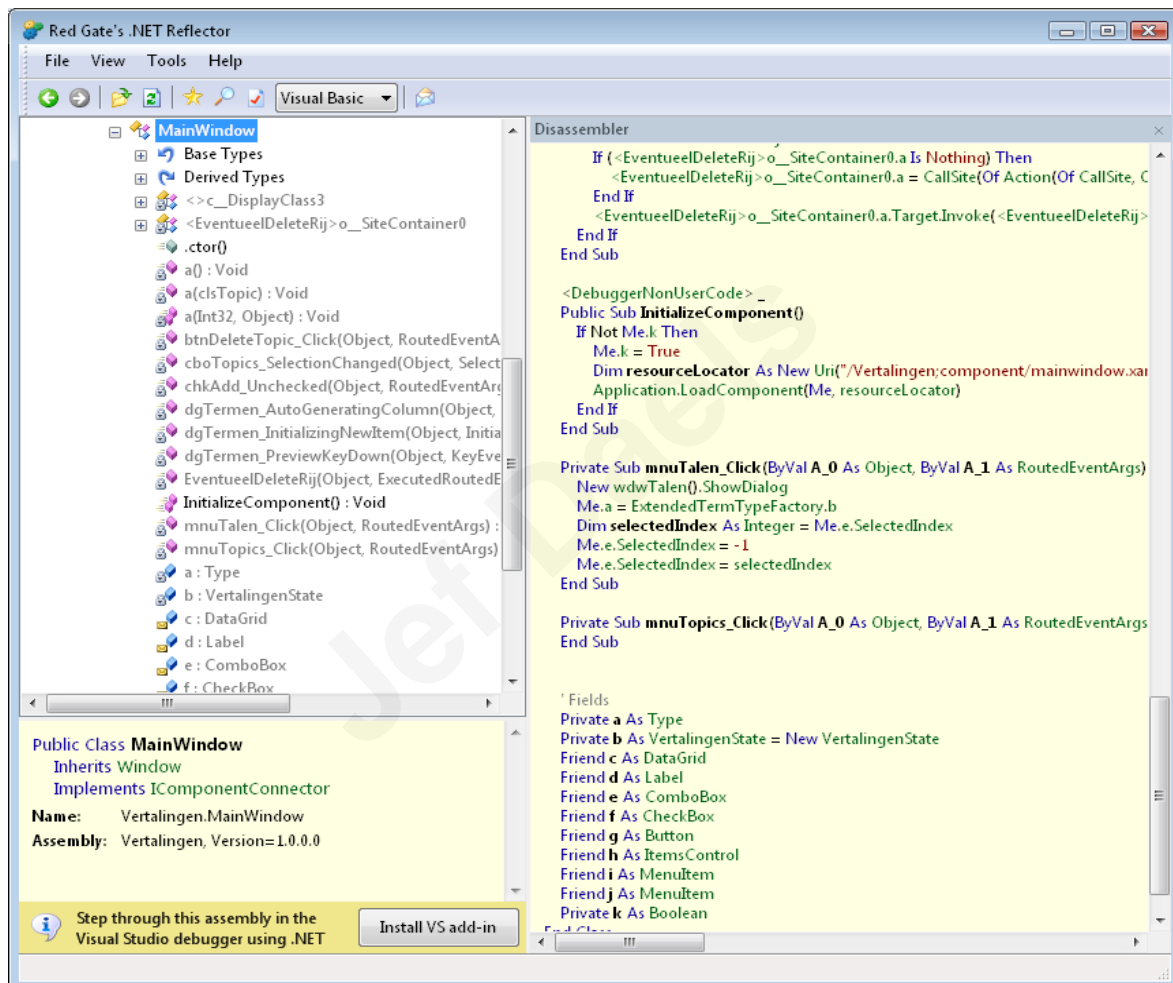 Red Gate's .NET Reflector
File View Tools Help
Visual Basic
MainWindow
Base Types
Derived Types
<>c__DisplayClass3
<EventueelDeleteRij>o__SiteContainer0
.ctor()
a() : Void
a(clsTopic) : Void
a(Int32, Object) : Void
btnDeleteTopic_Click(Object, RoutedEventA
cboTopics_SelectionChanged(Object, Select
chkAdd_Unchecked(Object, RoutedEventArg
dgTermen_AutoGeneratingColumn(Object,
dgTermen_InitializingNewItem(Object, Initia
dgTermen_PreviewKeyDown(Object, KeyEve
EventueelDeleteRij(Object, ExecutedRoutedE
InitializeComponent() : Void
mnuTalen_Click(Object, RoutedEventArgs) :
mnuTopics_Click(Object, RoutedEventArgs)
a : Type
b : VertalingenState
c : DataGrid
d : Label
e : ComboBox
f : CheckBox
Public Class MainWindow
Inherits Window
Implements IComponentConnector
Name: Vertalingen.MainWindow
Assembly: Vertalingen, Version=1.0.0.0
Step through this assembly in the
Visual Studio debugger using .NET
Install VS add-in
Disassembler
If (<EventueelDeleteRij>o__SiteContainer0.a Is Nothing) Then
<EventueelDeleteRij>o__SiteContainer0.a = CallSite(Of Action(Of CallSite, C
End If
<EventueelDeleteRij>o__SiteContainer0.a.Target.Invoke(<EventueelDeleteRij>
End If
End Sub
<DebuggerNonUserCode> _
Public Sub InitializeComponent()
If Not Me.k Then
Me.k = True
Dim resourceLocator As New Uri("/Vertalingen;component/mainwindow.xar
Application.LoadComponent(Me, resourceLocator)
End If
End Sub
Private Sub mnuTalen_Click(ByVal A_0 As Object, ByVal A_1 As RoutedEventArgs)
New wdwTalen().ShowDialog
Me.a = ExtendedTermTypeFactory.b
Dim selectedIndex As Integer = Me.e.SelectedIndex
Me.e.SelectedIndex = -1
Me.e.SelectedIndex = selectedIndex
End Sub
Private Sub mnuTopics_Click(ByVal A_0 As Object, ByVal A_1 As RoutedEventArgs
End Sub
' Fields
Private a As Type
Private b As VertalingenState = New VertalingenState
Friend c As DataGrid
Friend d As Label
Friend e As ComboBox
Friend f As CheckBox
Friend g As Button
Friend h As ItemsControl
Friend i As MenuItem
Friend j As MenuItem
Private k As Boolean
End Class
Jef Daels